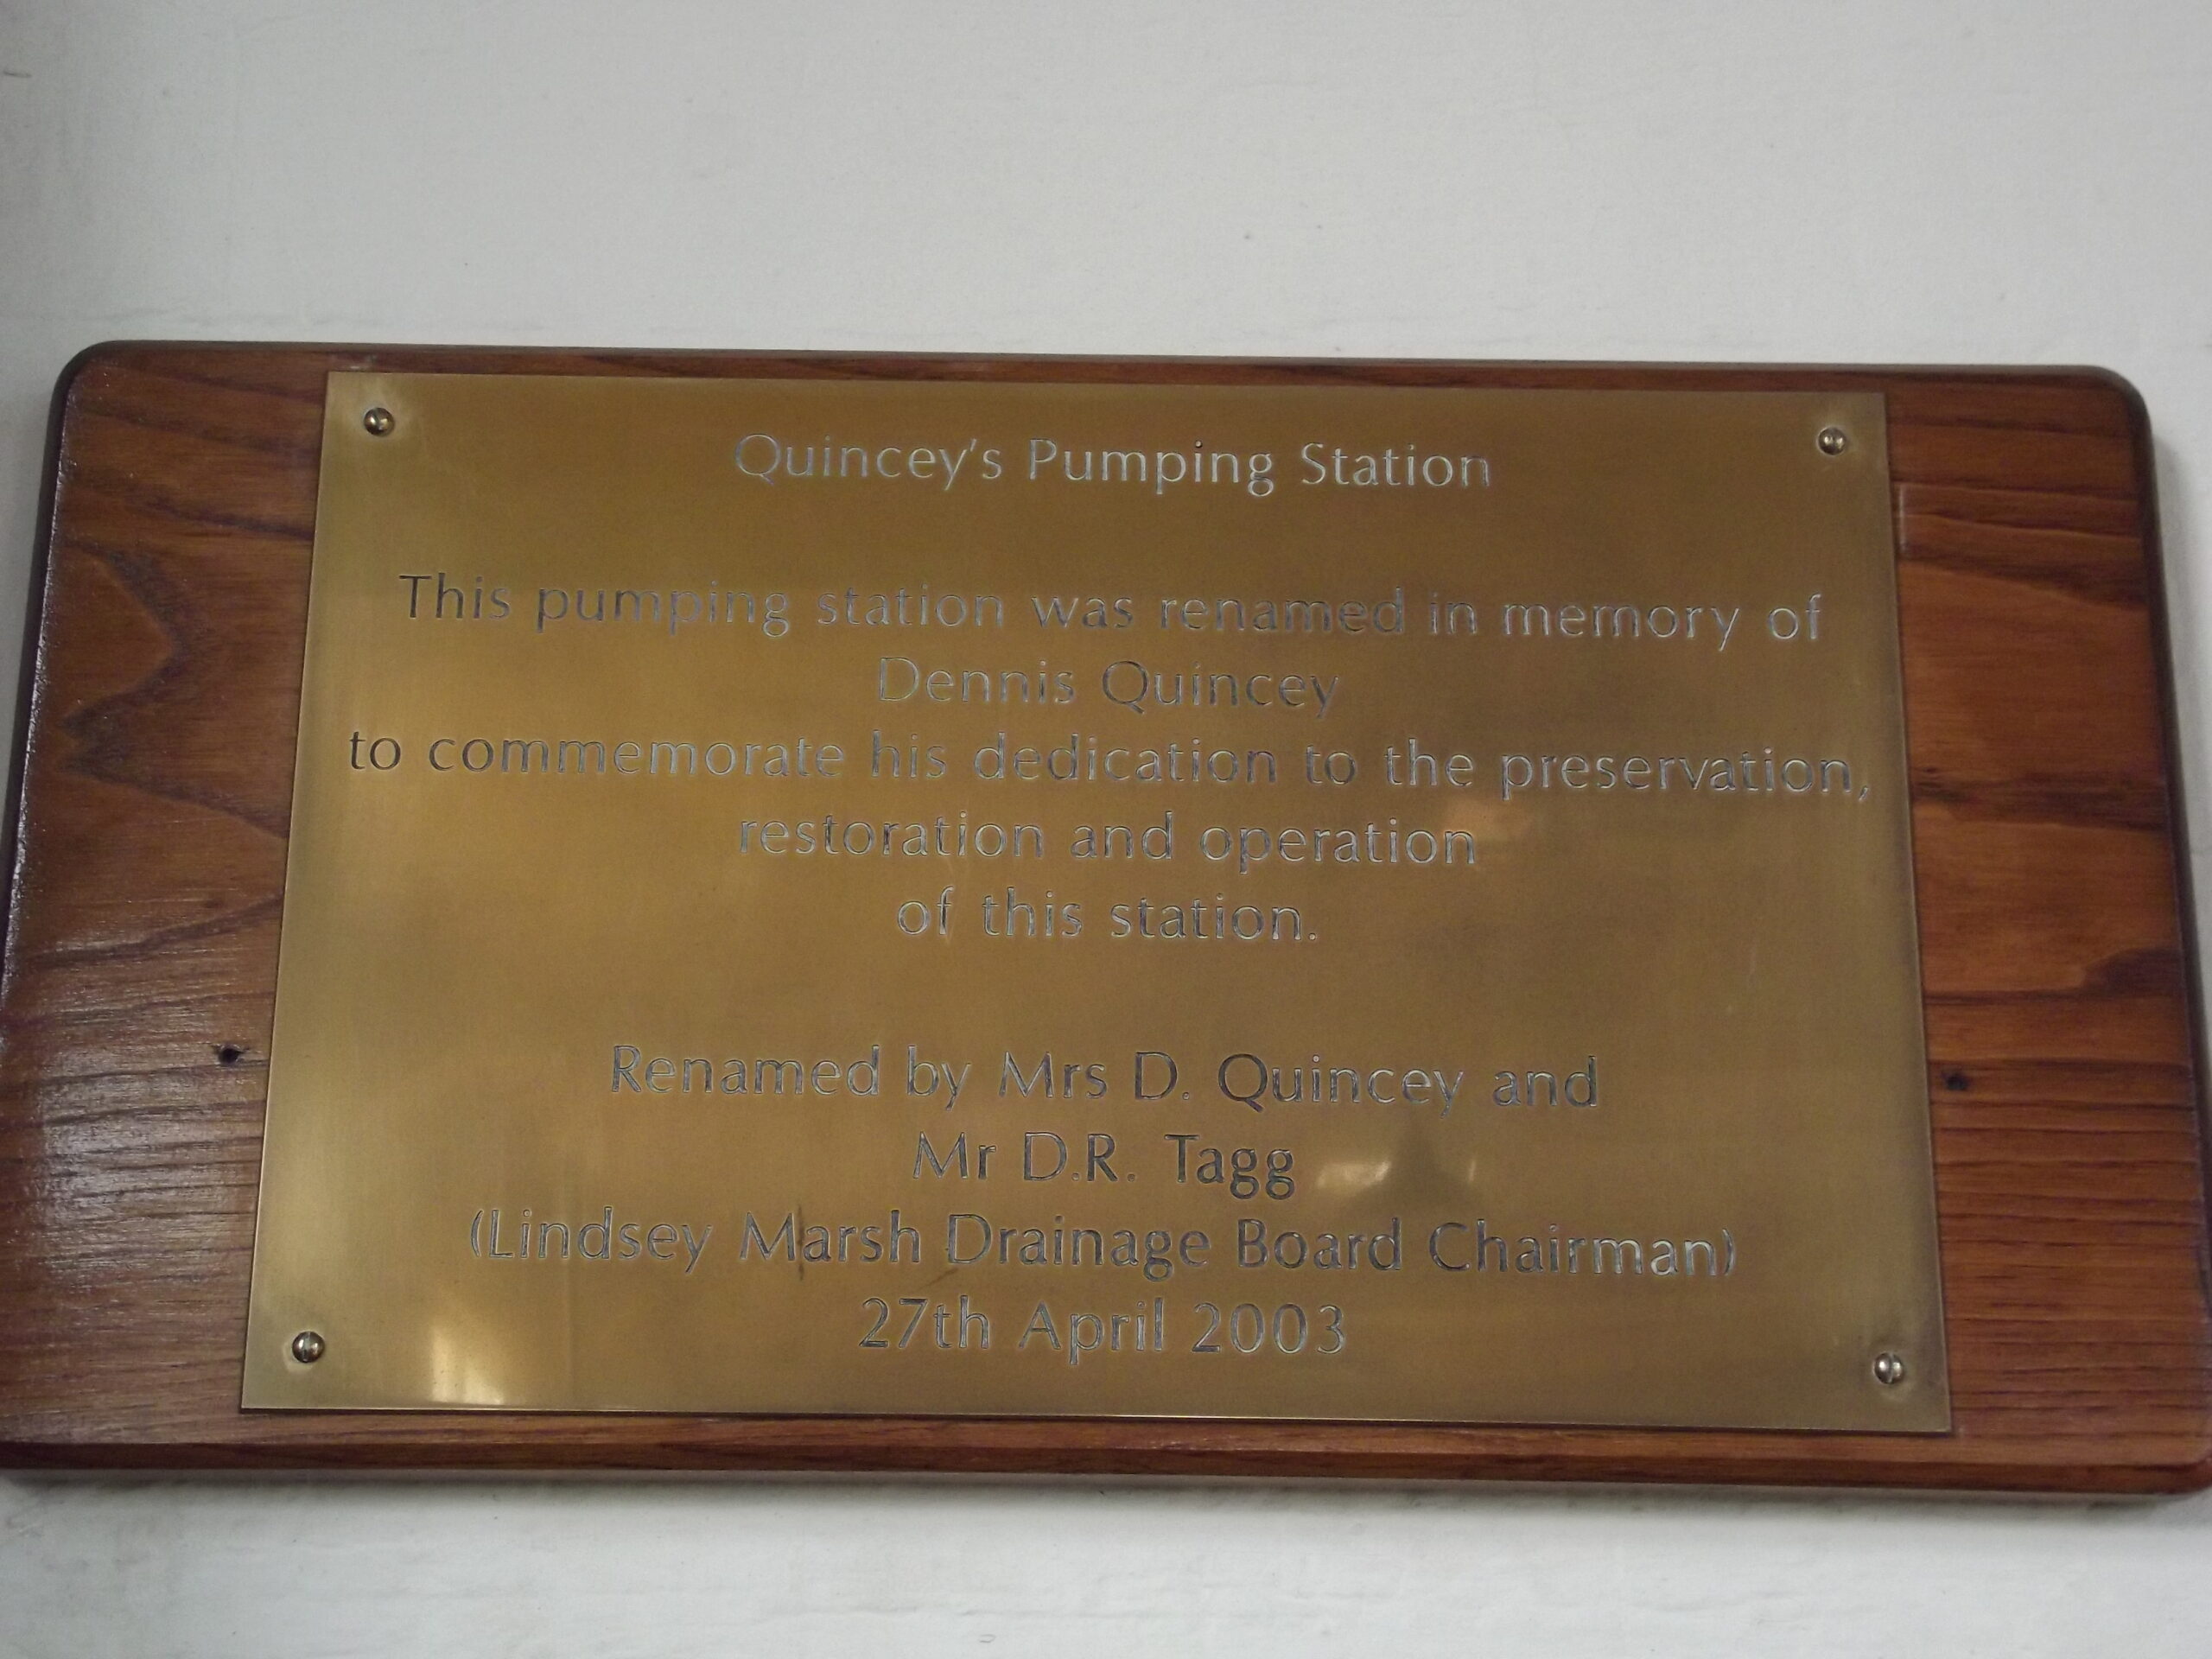 Quincey's Pumping Station
This pumping station was renamed in memory of
Dennis Quincey
to commemorate his dedication to the preservation,
restoration and operation
of this station.
Renamed by Mrs D. Quincey and
Mr D.R. Tagg
(Lindsey Marsh Drainage Board Chairman)
27th April 2003